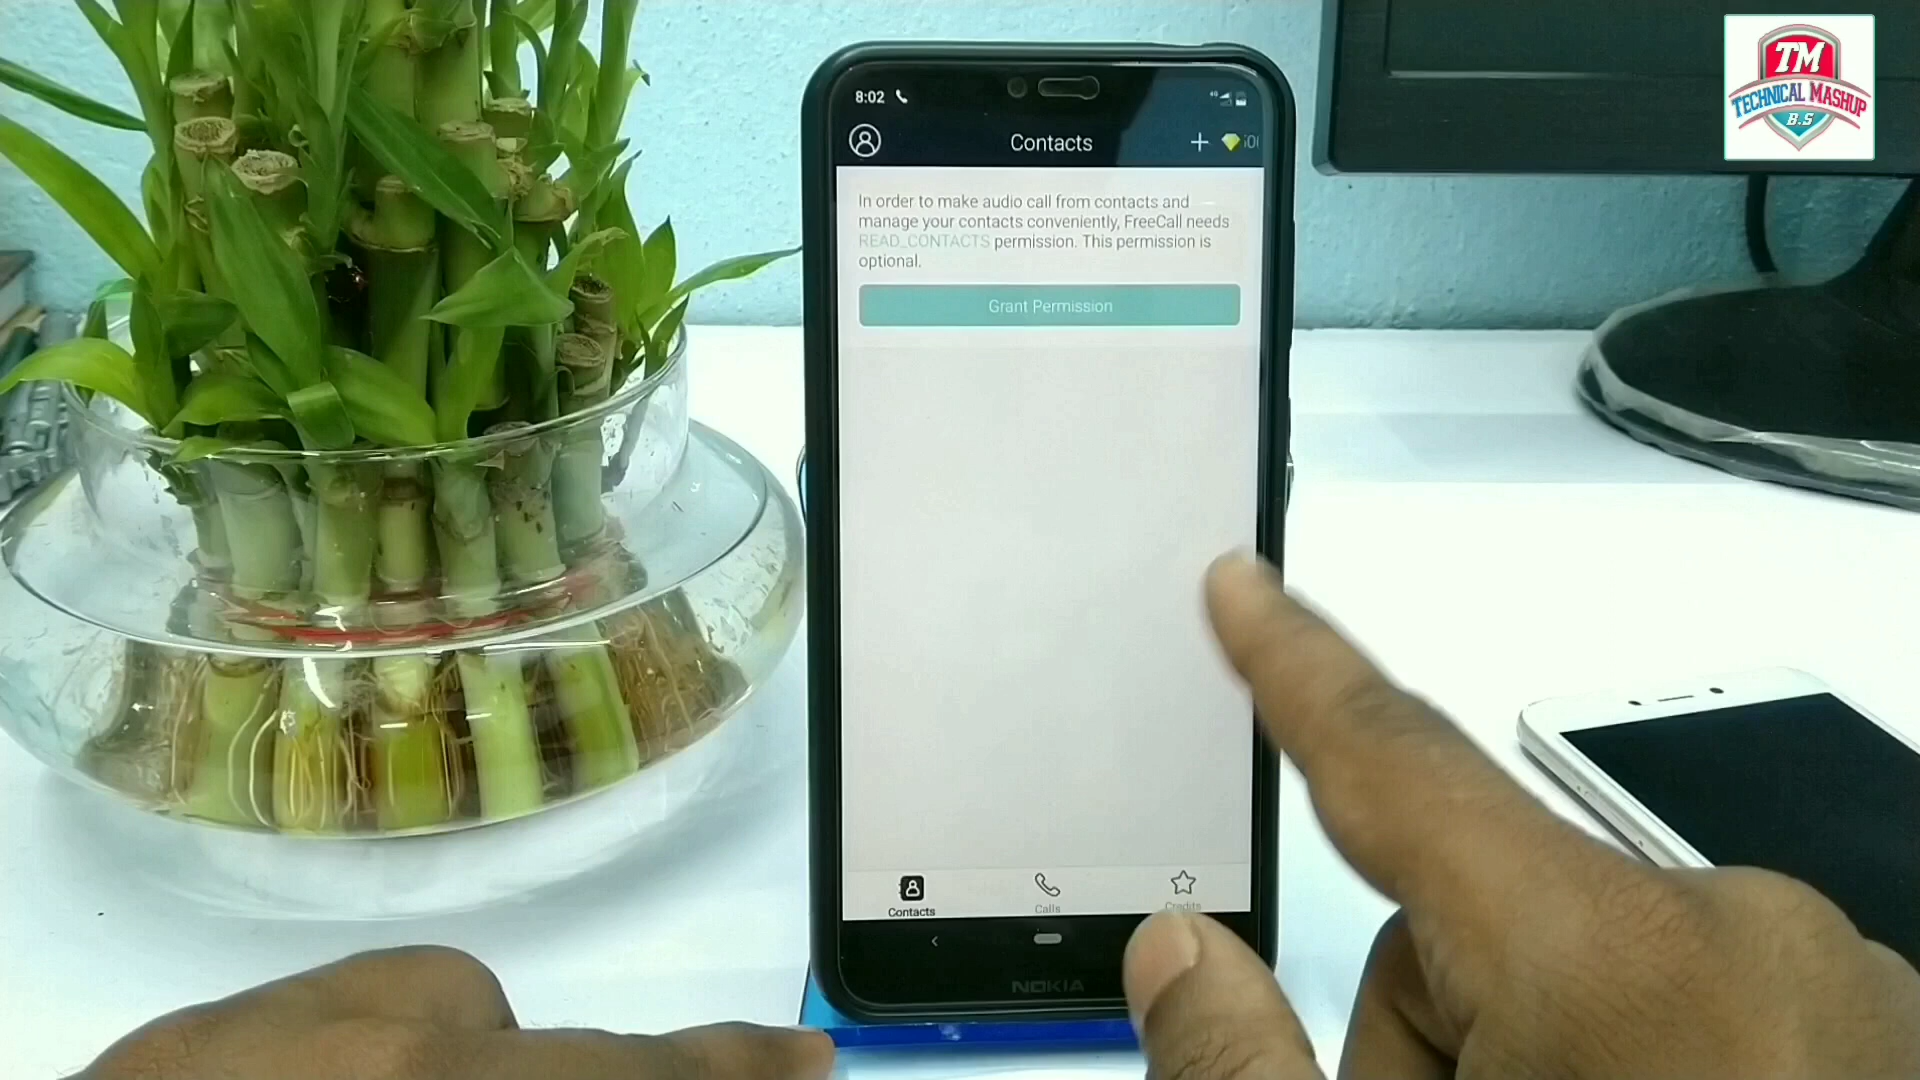 TM
TECHNICAL MASHUP
B.S
8:02
Contacts
In order to make audio call from contacts and
manage your contacts conveniently, FreeCall needs
READ_CONTACTS permission. This permission is
optional.
Grant Permission
Contacts
Calls
Credits
NOKIA